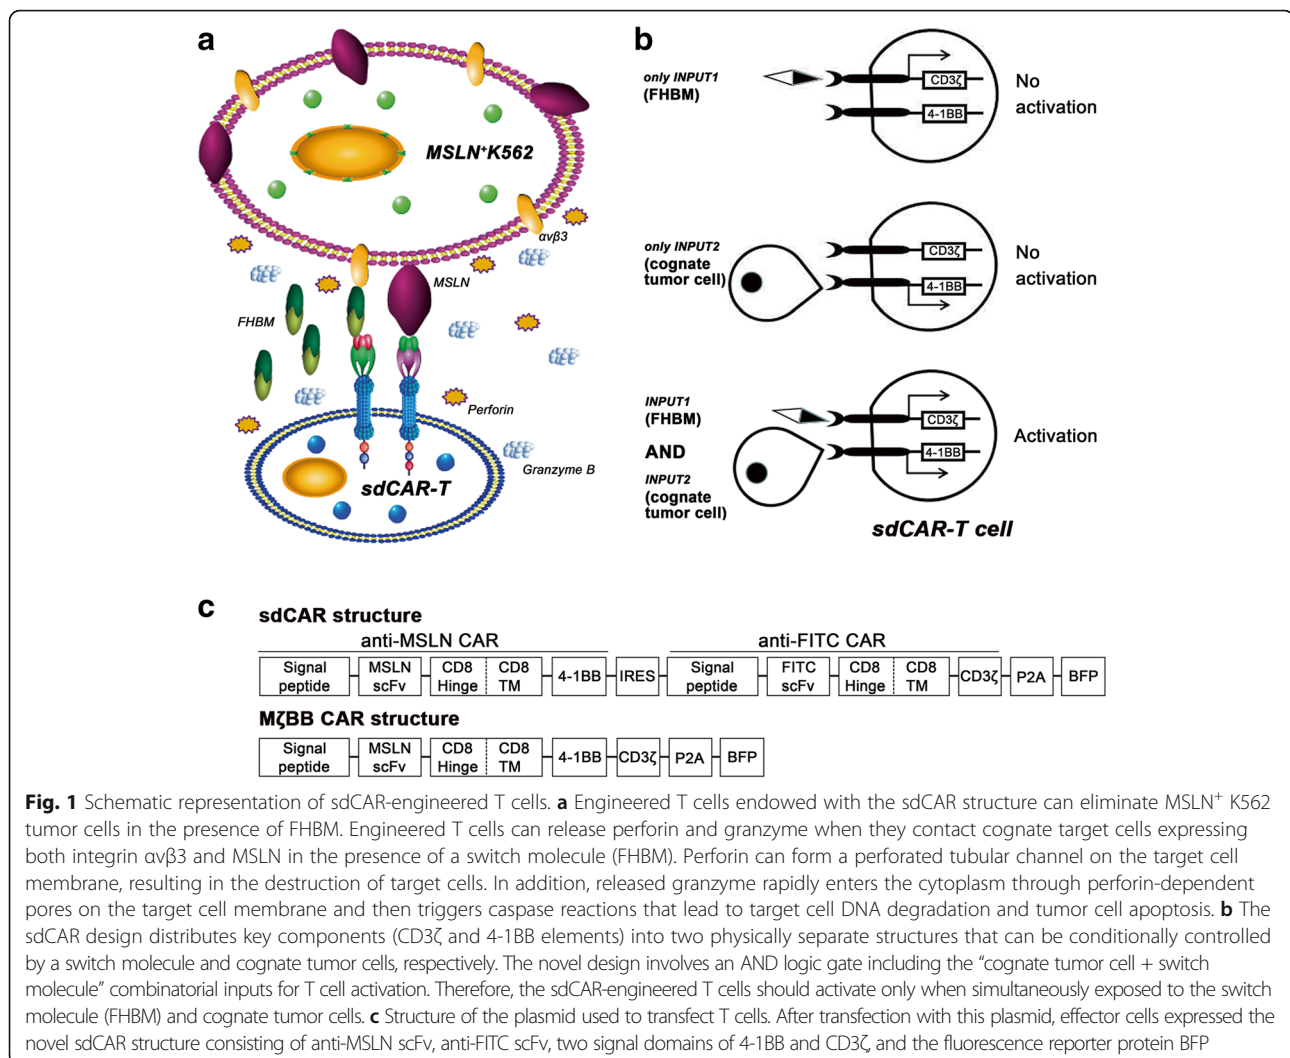 a
MSLN⁺K562
αvβ3
MSLN
FHBM
Perforin
Granzyme B
sdCAR-T
b
only INPUT1
(FHBM)
CD3ζ
4-1BB
No
activation
only INPUT2
(cognate
tumor cell)
CD3ζ
4-1BB
No
activation
INPUT1
(FHBM)
AND
INPUT2
(cognate
tumor cell)
CD3ζ
4-1BB
Activation
sdCAR-T cell
c
sdCAR structure
anti-MSLN CAR anti-FITC CAR
Signal peptide MSLN scFv CD8 Hinge CD8 TM 4-1BB IRES Signal peptide FITC scFv CD8 Hinge CD8 TM CD3ζ P2A BFP
MζBB CAR structure
Signal peptide MSLN scFv CD8 Hinge CD8 TM 4-1BB CD3ζ P2A BFP
Fig. 1 Schematic representation of sdCAR-engineered T cells. a Engineered T cells endowed with the sdCAR structure can eliminate MSLN⁺ K562
tumor cells in the presence of FHBM. Engineered T cells can release perforin and granzyme when they contact cognate target cells expressing
both integrin αvβ3 and MSLN in the presence of a switch molecule (FHBM). Perforin can form a perforated tubular channel on the target cell
membrane, resulting in the destruction of target cells. In addition, released granzyme rapidly enters the cytoplasm through perforin-dependent
pores on the target cell membrane and then triggers caspase reactions that lead to target cell DNA degradation and tumor cell apoptosis. b The
sdCAR design distributes key components (CD3ζ and 4-1BB elements) into two physically separate structures that can be conditionally controlled
by a switch molecule and cognate tumor cells, respectively. The novel design involves an AND logic gate including the “cognate tumor cell + switch
molecule” combinatorial inputs for T cell activation. Therefore, the sdCAR-engineered T cells should activate only when simultaneously exposed to the switch
molecule (FHBM) and cognate tumor cells. c Structure of the plasmid used to transfect T cells. After transfection with this plasmid, effector cells expressed the
novel sdCAR structure consisting of anti-MSLN scFv, anti-FITC scFv, two signal domains of 4-1BB and CD3ζ, and the fluorescence reporter protein BFP